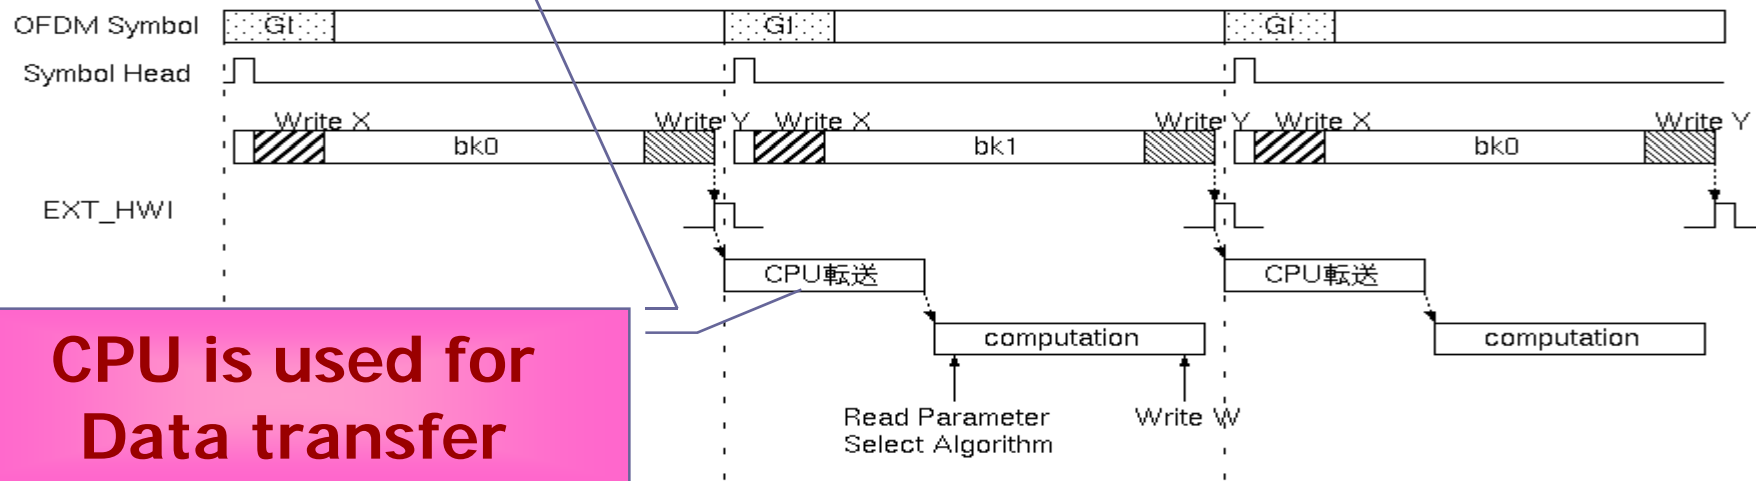 OFDM Symbol GI GI GI
Symbol Head
Write X Write Y Write X Write Y Write X Write Y
bk0 bk1 bk0
EXT_HWI
CPU転送 CPU転送
computation computation
CPU is used for
Data transfer
Read Parameter
Select Algorithm
Write W